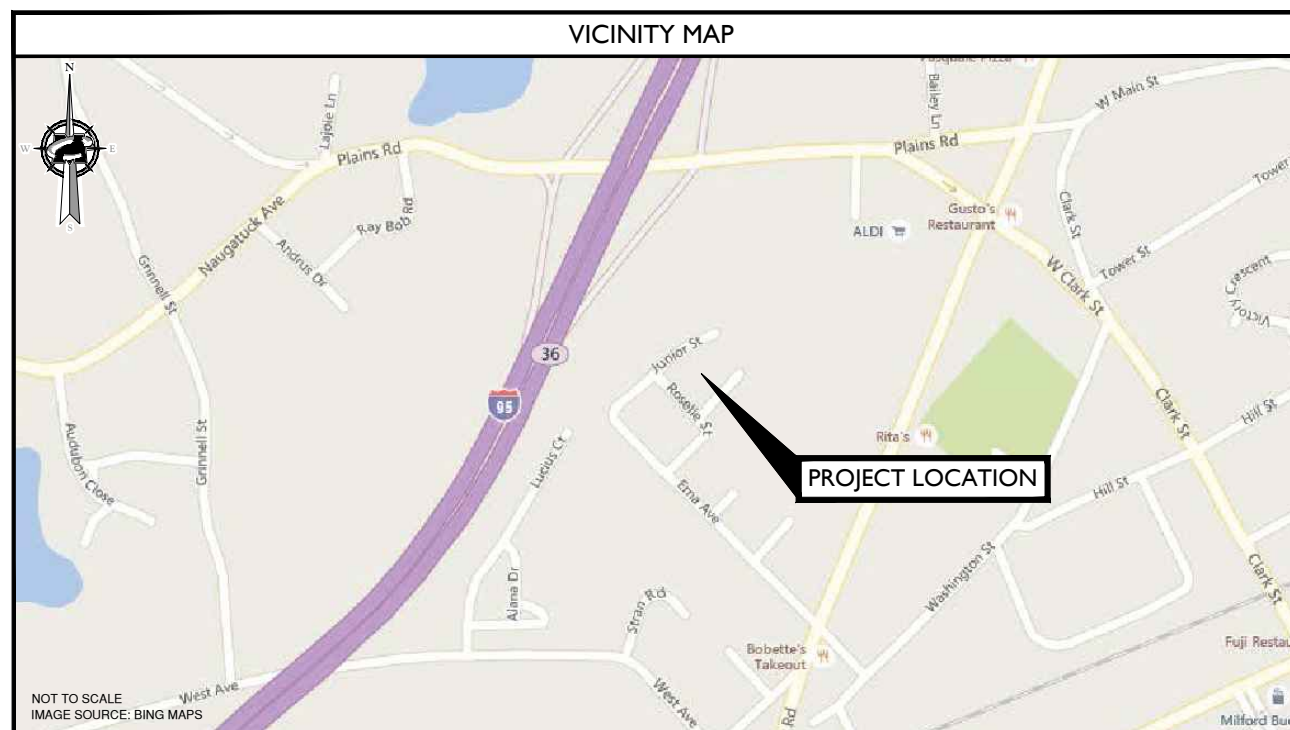 VICINITY MAP
N
W
E
S
Lajoie Ln
Plains Rd
Bailey Ln
Plains Rd
W Main St
Tower
Naugatuck Ave
Ray Bob Rd
Andrus Dr
Grinnell St
ALDI
Gusto's
Restaurant
Clark St
Tower St
W Clark St
Victory Crescent
36
95
Junior St
Roselle St
Rita's
PROJECT LOCATION
Clark St
Hill St
Audubon Close
Grinnell St
Lucius Ct
Erna Ave
Hill St
Alana Dr
Stran Rd
Washington St
Clark St
Bobette's
Takeout
Fuji Restau
West Ave
West Ave
Rd
Milford Bu
NOT TO SCALE
IMAGE SOURCE: BING MAPS